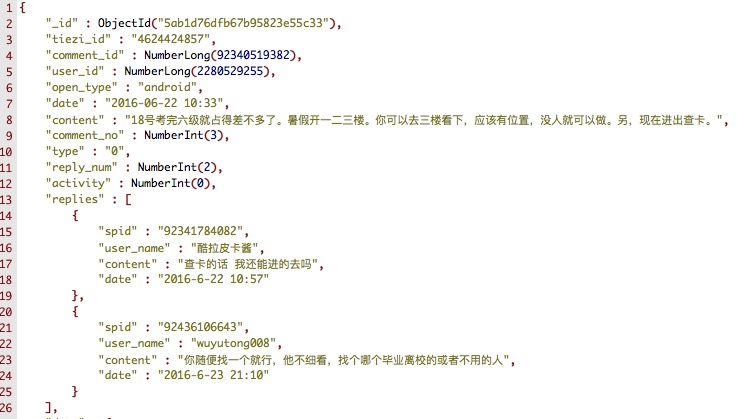 1 {
2 "_id" : ObjectId("5ab1d76dfb67b95823e55c33"),
3 "tiezi_id" : "4624424857",
4 "comment_id" : NumberLong(92340519382),
5 "user_id" : NumberLong(2280529255),
6 "open_type" : "android",
7 "date" : "2016-06-22 10:33",
8 "content" : "18号考完六级就占得差不多了。暑假开一二三楼。你可以去三楼看下，应该有位置，没人就可以做。另，现在进出查卡。",
9 "comment_no" : NumberInt(3),
10 "type" : "0",
11 "reply_num" : NumberInt(2),
12 "activity" : NumberInt(0),
13 "replies" : [
14 {
15 "spid" : "92341784082",
16 "user_name" : "酷拉皮卡酱",
17 "content" : "查卡的话 我还能进的去吗",
18 "date" : "2016-6-22 10:57"
19 },
20 {
21 "spid" : "92436106643",
22 "user_name" : "wuyutong008",
23 "content" : "你随便找一个就行，他不细看，找个哪个毕业离校的或者不用的人",
24 "date" : "2016-6-23 21:10"
25 }
26 ],